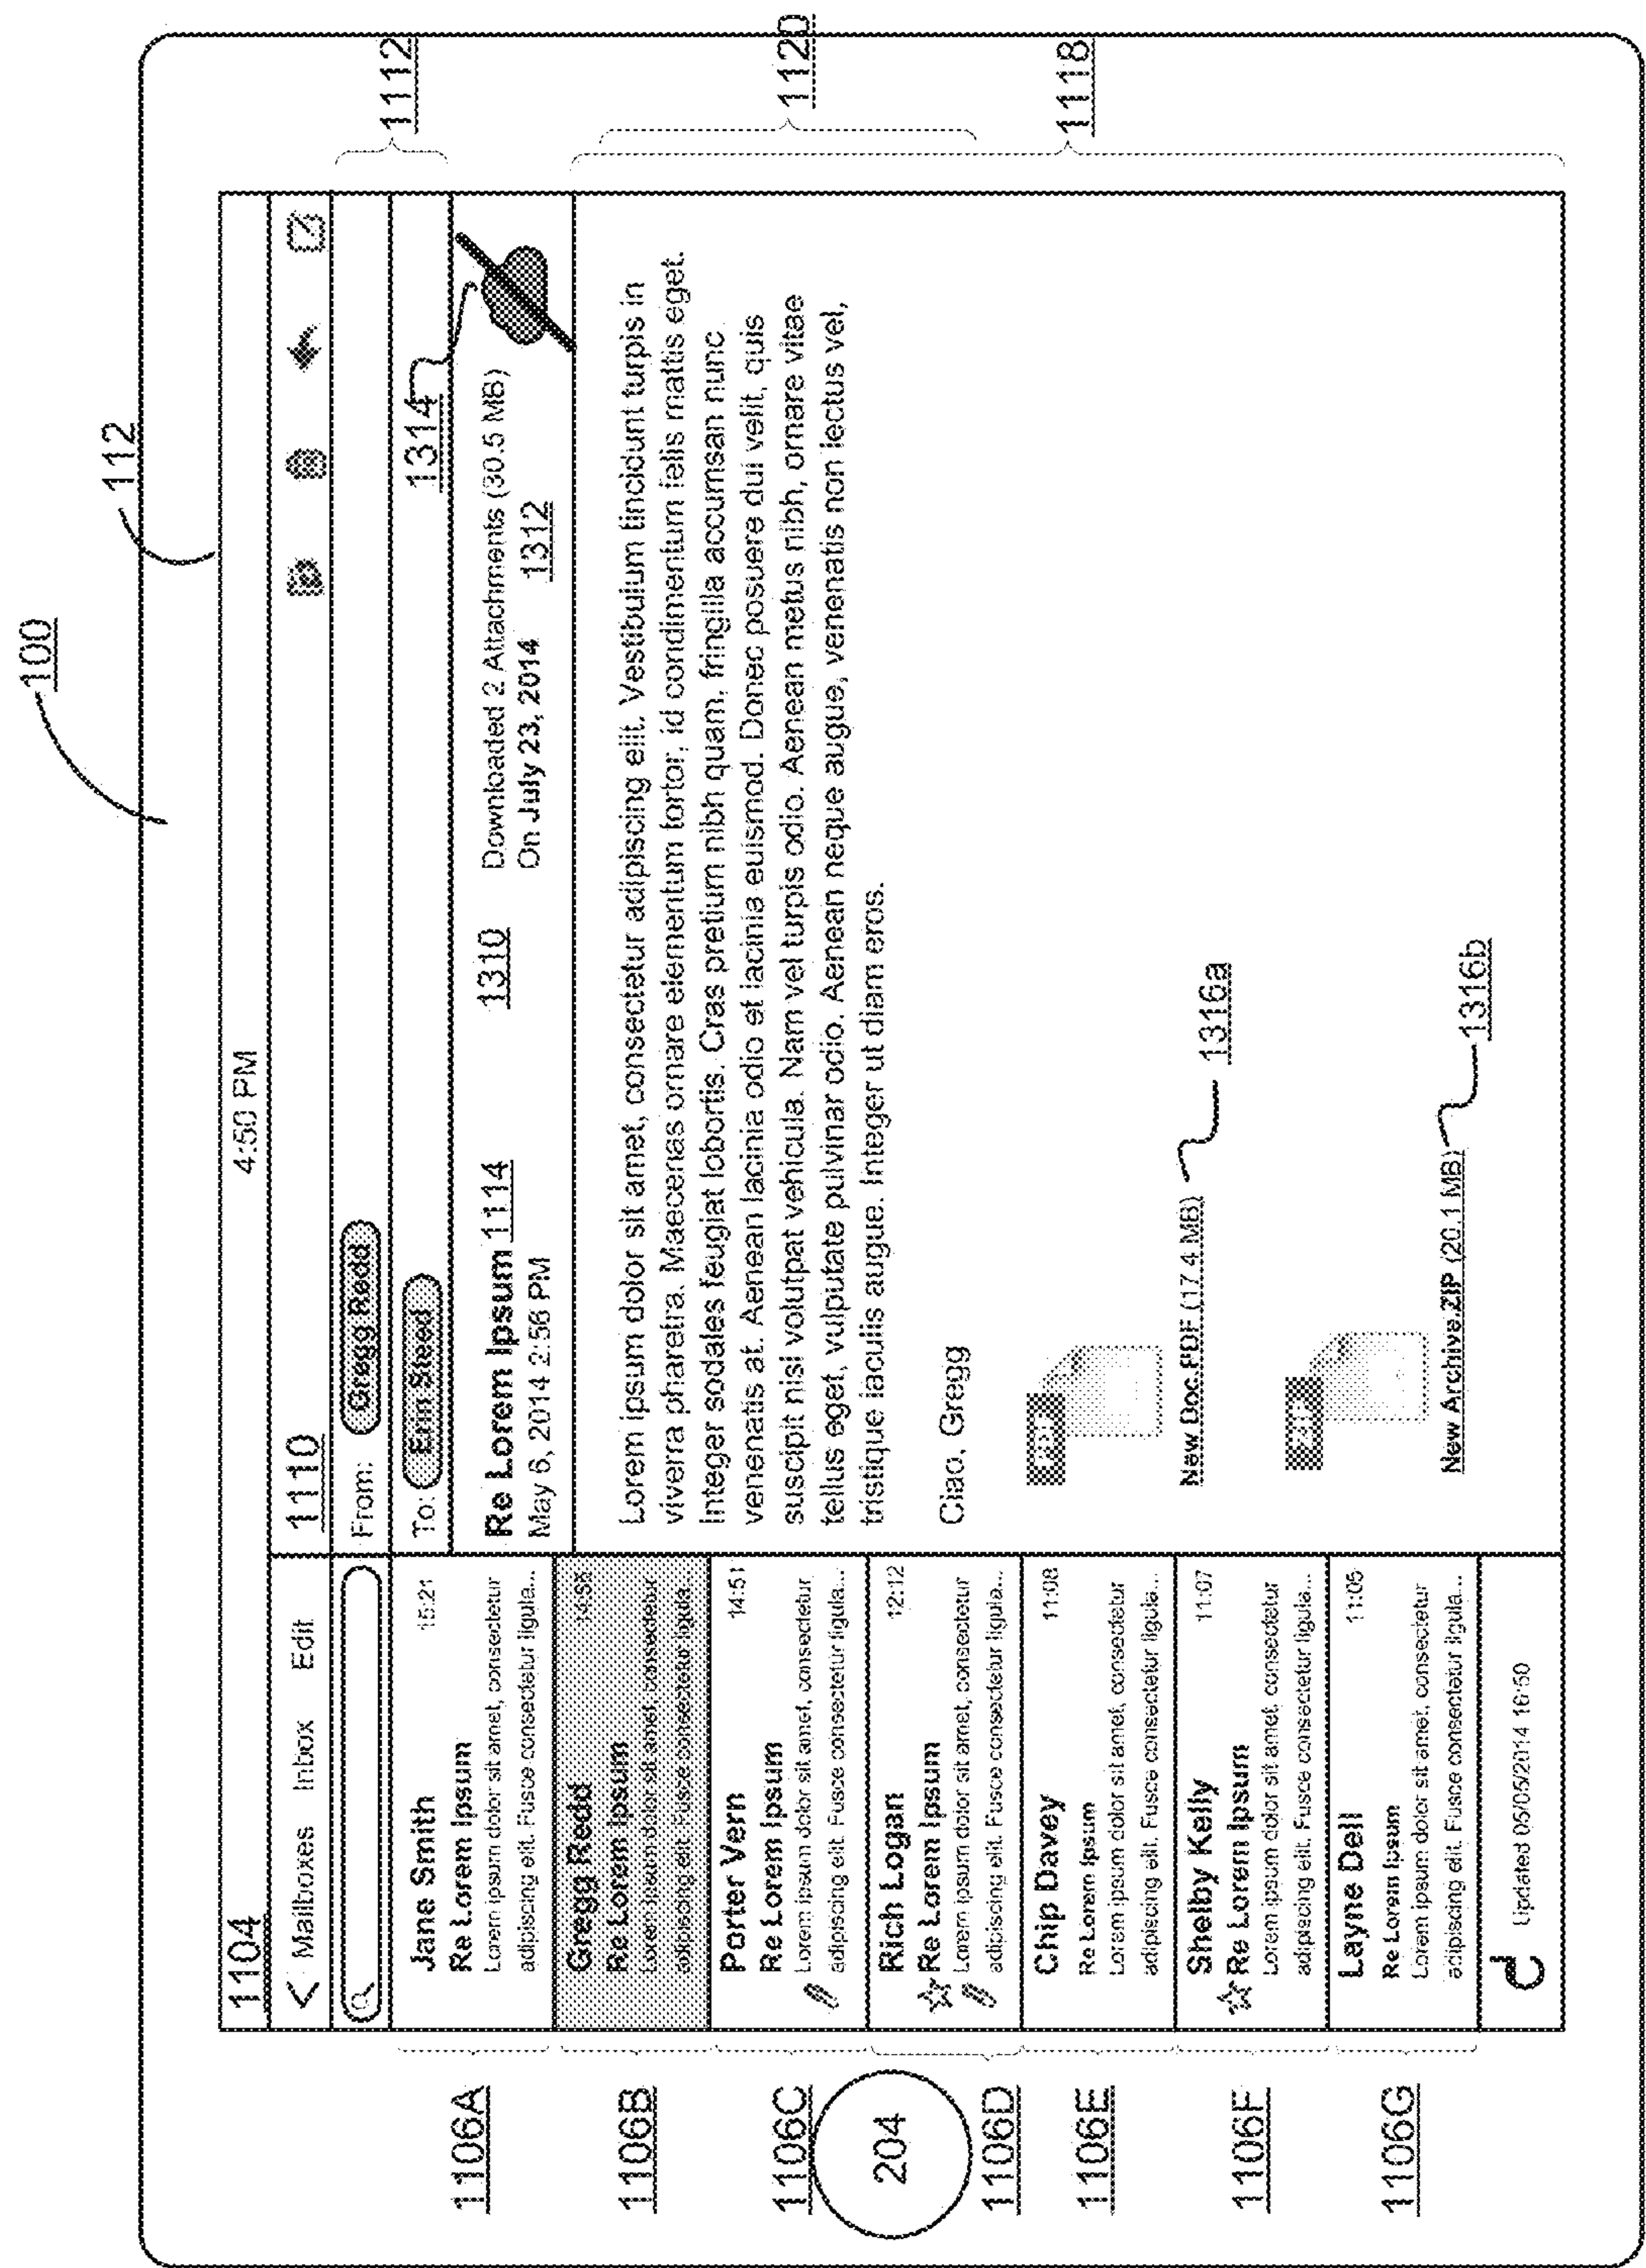 100
112
1104
4:50 PM
< Mailboxes Inbox Edit
1110
From: Gregg Redd
1112
To: Erin Steed
1314
Re Lorem Ipsum 1114
May 6, 2014 2:56 PM
1310
Downloaded 2 Attachments (30.5 MB)
On July 23, 2014 1312
1120
1118
Lorem ipsum dolor sit amet, consectetur adipiscing elit. Vestibulum tincidunt turpis in
viverra pharetra. Maecenas ornare elementum tortor, id condimentum felis mattis eget.
Integer sodales feugiat lobortis. Cras pretium nibh quam, fringilla accumsan nunc
venenatis at. Aenean lacinia odio et lacinia euismod. Donec posuere dui velit, quis
suscipit nisl volutpat vehicula. Nam vel turpis odio. Aenean metus nibh, ornare vitae
tellus eget, vulputate pulvinar odio. Aenean neque augue, venenatis non lectus vel,
tristique iaculis augue. Integer ut diam eros.
Ciao, Gregg
New Doc.PDF (17.4 MB)
1316a
New Archive.ZIP (20.1 MB)
1316b
1106A
Jane Smith 15:21
Re Lorem Ipsum
Lorem ipsum dolor sit amet, consectetur
adipiscing elit. Fusce consectetur ligula...
1106B
Gregg Redd
Re Lorem Ipsum
Lorem ipsum dolor sit amet, consectetur
adipiscing elit. Fusce consectetur ligula...
1106C
Porter Vern 14:51
Re Lorem Ipsum
Lorem ipsum dolor sit amet, consectetur
adipiscing elit. Fusce consectetur ligula...
204
1106D
Rich Logan 12:12
Re Lorem Ipsum
Lorem ipsum dolor sit amet, consectetur
adipiscing elit. Fusce consectetur ligula...
1106E
Chip Davey 11:08
Re Lorem Ipsum
Lorem ipsum dolor sit amet, consectetur
adipiscing elit. Fusce consectetur ligula...
1106F
Shelby Kelly 11:07
Re Lorem Ipsum
Lorem ipsum dolor sit amet, consectetur
adipiscing elit. Fusce consectetur ligula...
1106G
Layne Dell 11:05
Re Lorem Ipsum
Lorem ipsum dolor sit amet, consectetur
adipiscing elit. Fusce consectetur ligula...
Updated 05/05/2014 16:50